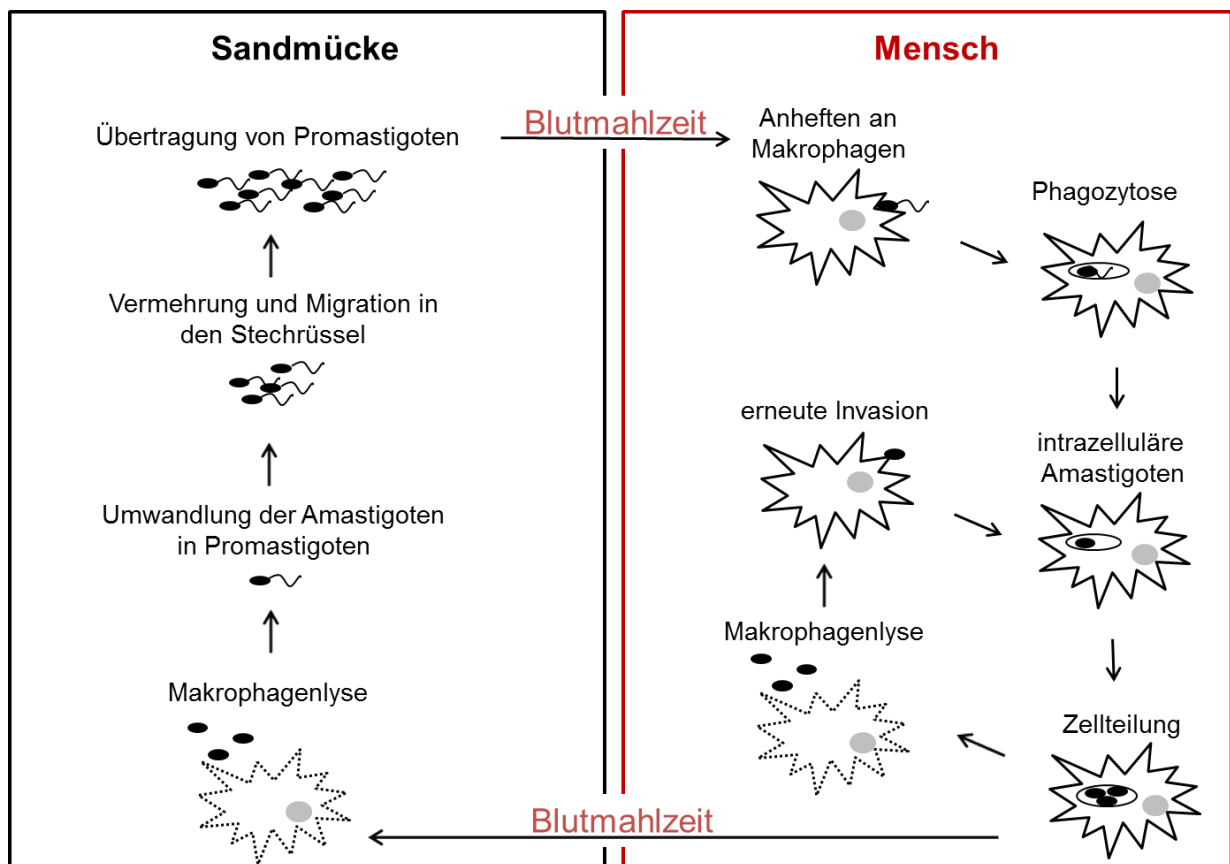 Sandmücke
Übertragung von Promastigoten
Vermehrung und Migration in
den Stechrüssel
Umwandlung der Amastigoten
in Promastigoten
Makrophagenlyse
Blutmahlzeit
Mensch
Anheften an
Makrophagen
Phagozytose
erneute Invasion
intrazelluläre
Amastigoten
Makrophagenlyse
Zellteilung
Blutmahlzeit